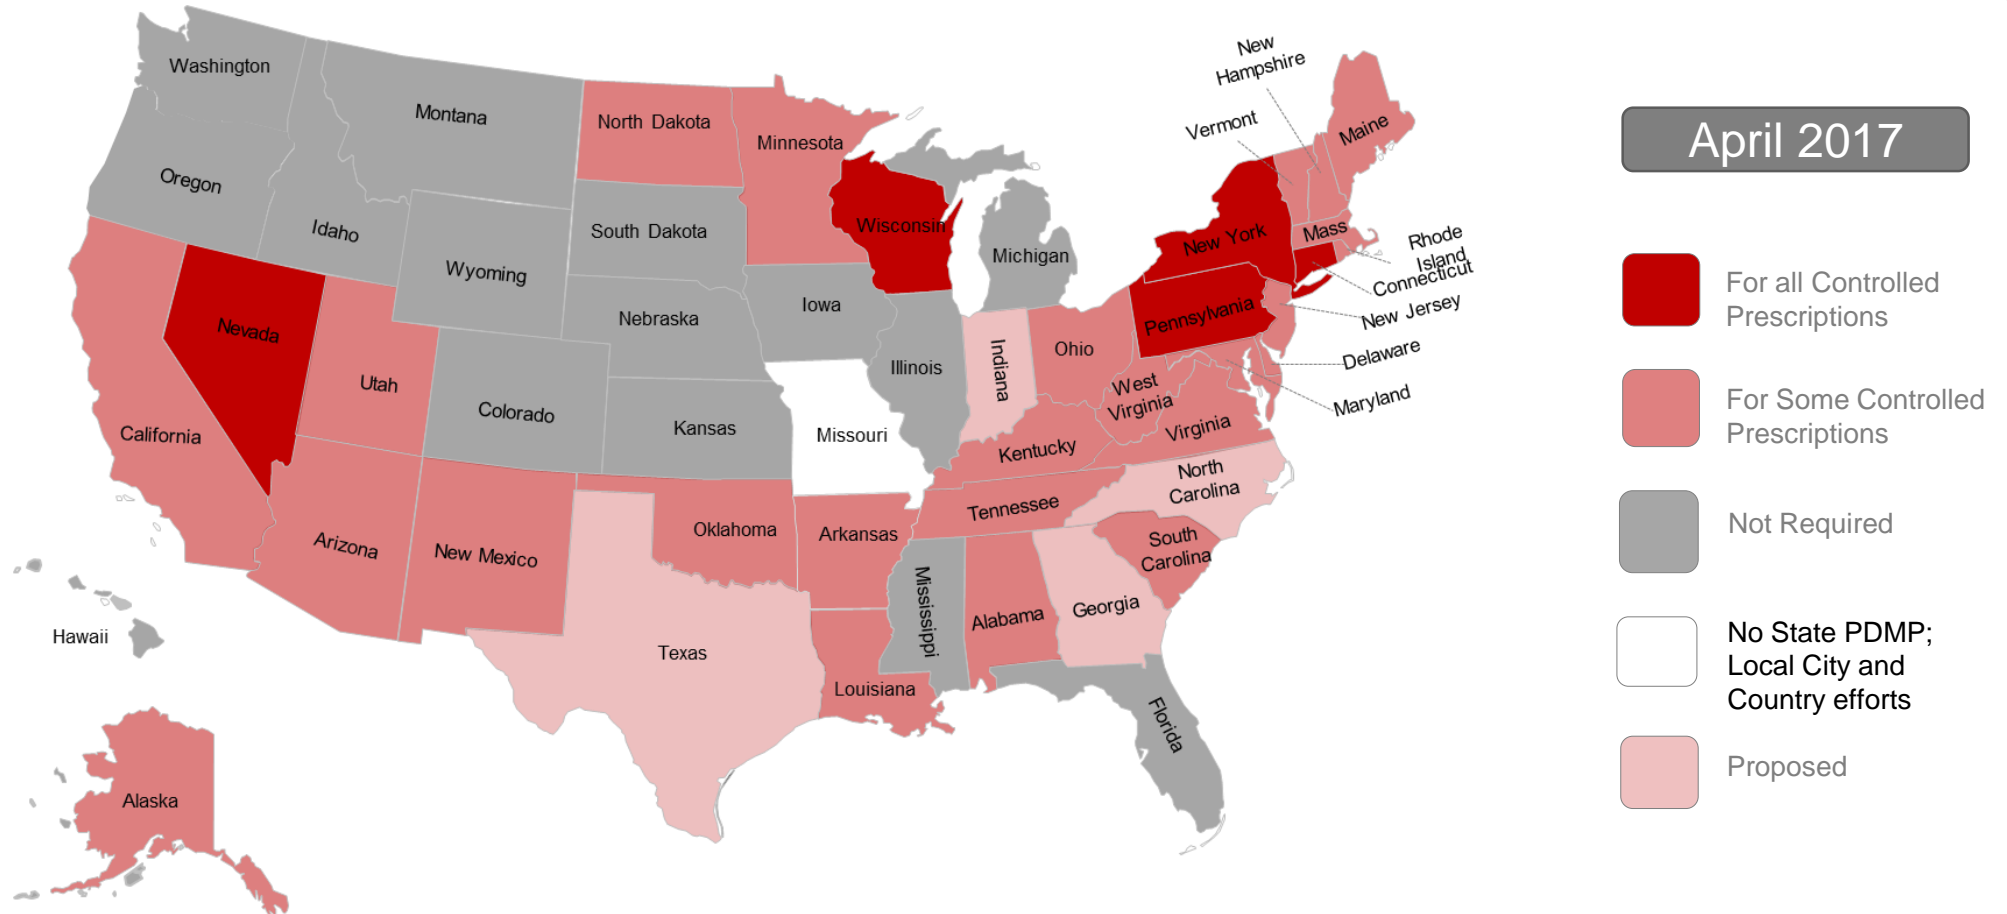 New
Hampshire
Washington
Montana
North Dakota
Minnesota
Vermont
Maine
April 2017
Oregon
Idaho
South Dakota
Wisconsin
Michigan
New York
Mass
Rhode
Island
Connecticut
New Jersey
Wyoming
Nebraska
Iowa
Pennsylvania
Delaware
Maryland
Nevada
Utah
Colorado
Kansas
Illinois
Indiana
Ohio
West
Virginia
Virginia
California
Missouri
Kentucky
North
Carolina
Tennessee
Arizona
New Mexico
Oklahoma
Arkansas
South
Carolina
Mississippi
Alabama
Georgia
Hawaii
Texas
Louisiana
Florida
Alaska
For all Controlled
Prescriptions
For Some Controlled
Prescriptions
Not Required
No State PDMP;
Local City and
Country efforts
Proposed